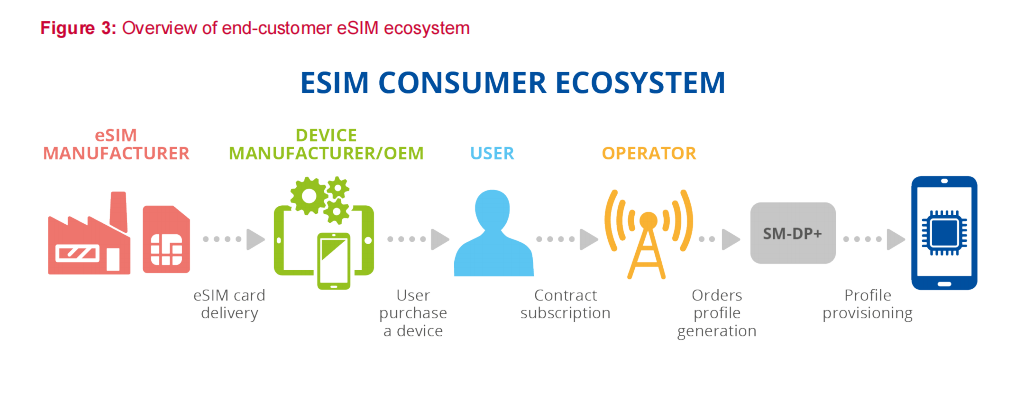 Figure 3: Overview of end-customer eSIM ecosystem
ESIM CONSUMER ECOSYSTEM
eSIM
MANUFACTURER
DEVICE
MANUFACTURER/OEM
USER
OPERATOR
SM-DP+
eSIM card
delivery
User
purchase
a device
Contract
subscription
Orders
profile
generation
Profile
provisioning